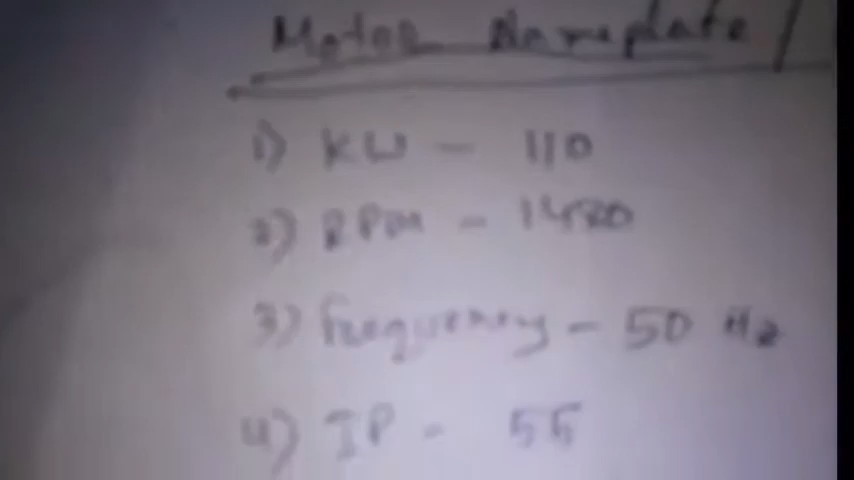 Motor Nameplate
1) KW - 110
2) RPM - 1480
3) Frequency - 50 Hz
4) IP - 55